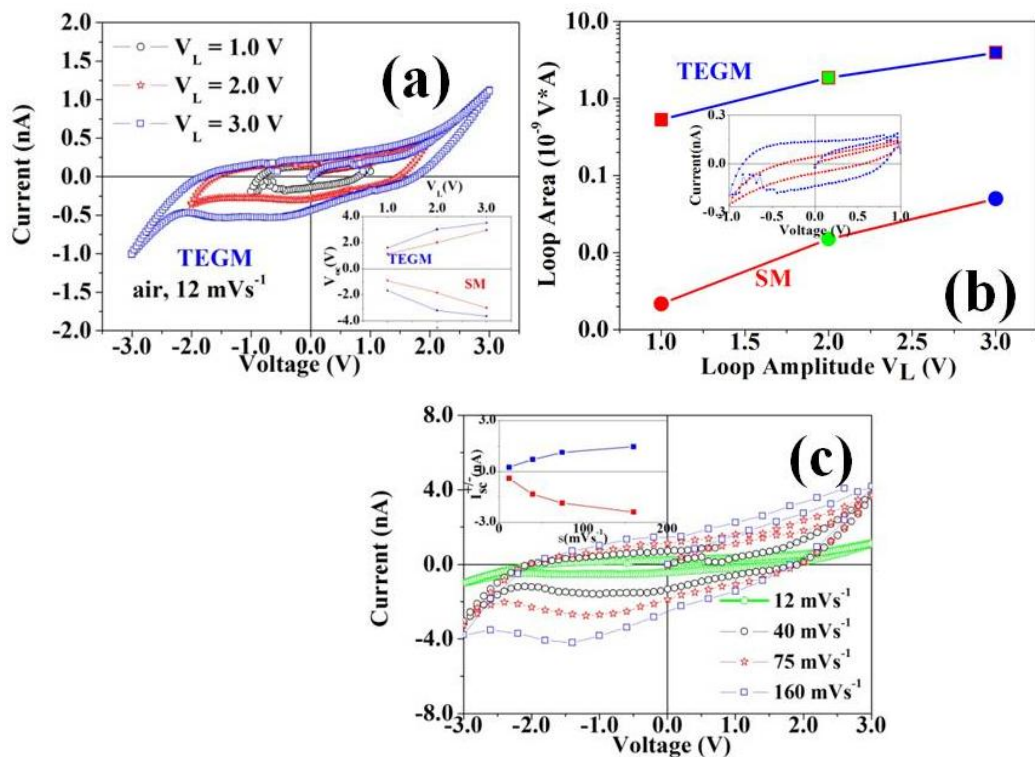 (a)
2.0
1.5
1.0
0.5
0.0
-0.5
-1.0
-1.5
-2.0
Current (nA)
V_L = 1.0 V
V_L = 2.0 V
V_L = 3.0 V
TEGM
air, 12 mVs⁻¹
-3.0 -2.0 -1.0 0.0 1.0 2.0 3.0
Voltage (V)
V_L(V)
1.0 2.0 3.0
4.0
2.0
0.0
-2.0
-4.0
TEGM
SM
(b)
10.0
1.0
0.1
0.0
0.0
Loop Area (10⁻⁹ V*A)
TEGM
SM
0.3
0.0
-0.3
Current(nA)
-1.0 -0.5 0.0 0.5 1.0
Voltage (V)
1.0 1.5 2.0 2.5 3.0
Loop Amplitude V_L (V)
(c)
8.0
4.0
0.0
-4.0
-8.0
Current (nA)
3.0
0.0
-3.0
I_sc^+/-(nA)
0 100 200
s(mVs⁻¹)
12 mVs⁻¹
40 mVs⁻¹
75 mVs⁻¹
160 mVs⁻¹
-3.0 -2.0 -1.0 0.0 1.0 2.0 3.0
Voltage (V)